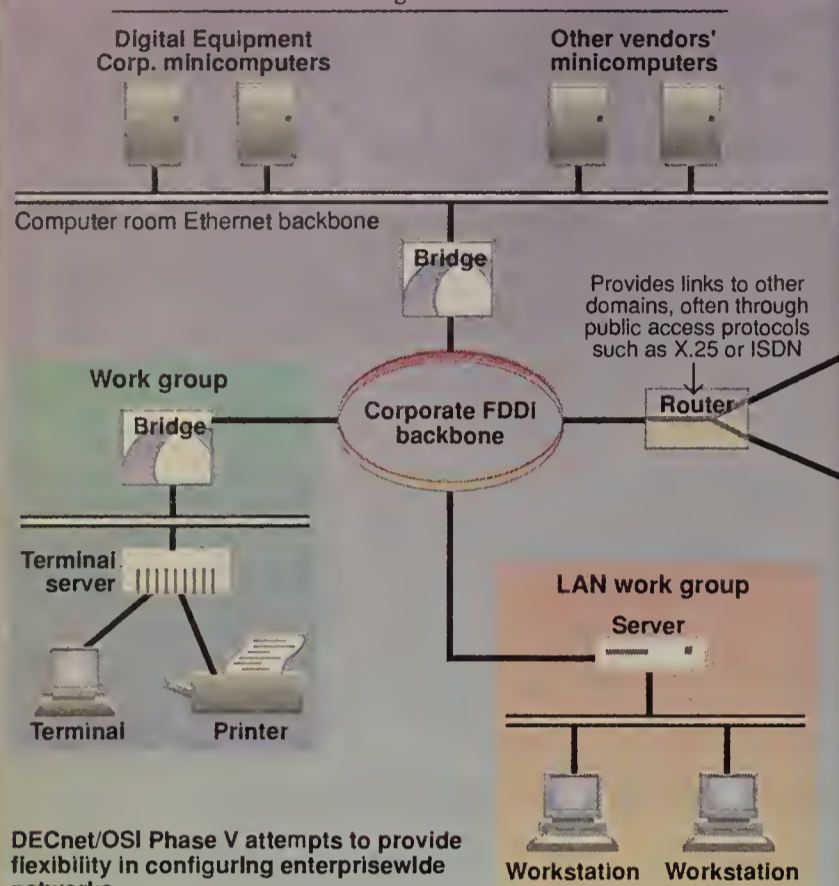 Digital Equipment
Corp. minicomputers
Other vendors'
minicomputers
Computer room Ethernet backbone
Bridge
Provides links to other
domains, often through
public access protocols
such as X.25 or ISDN
Work group
Bridge
Corporate FDDI
backbone
Router
Terminal
server
LAN work group
Server
Terminal
Printer
DECnet/OSI Phase V attempts to provide
flexibility in configuring enterprisewide
Workstation
Workstation